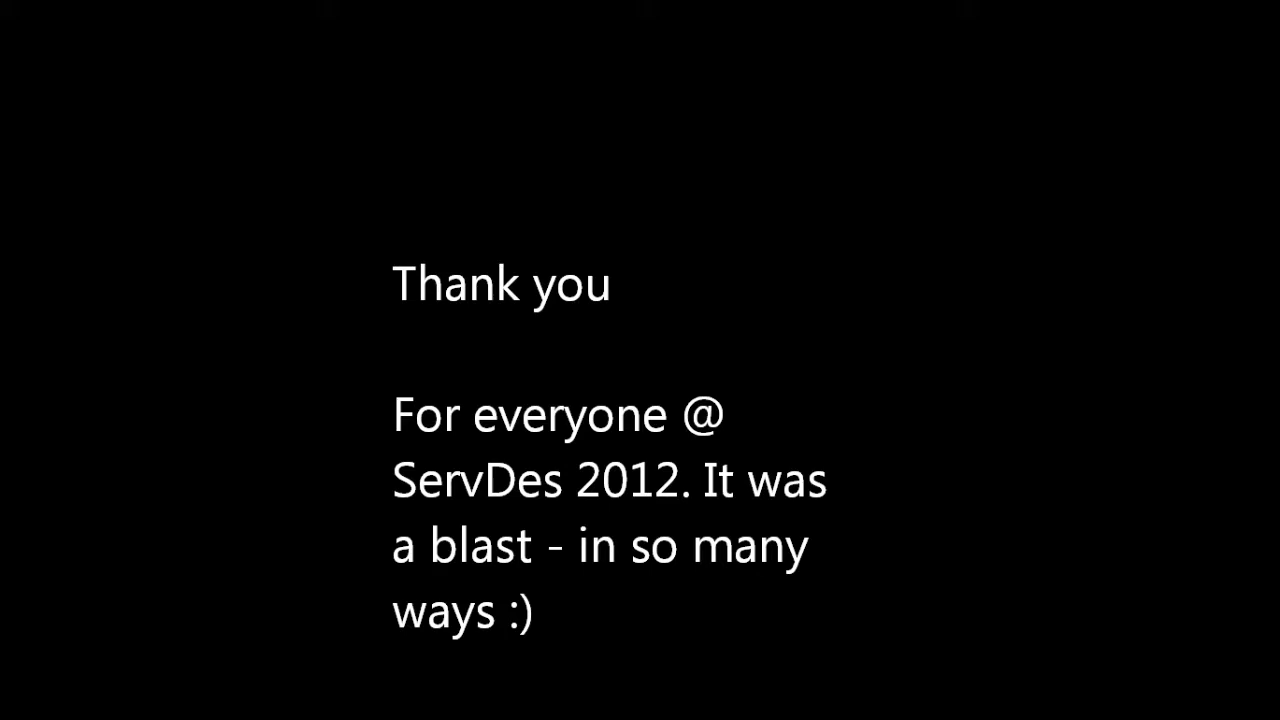 Thank you
For everyone @
ServDes 2012. It was
a blast - in so many
ways :)